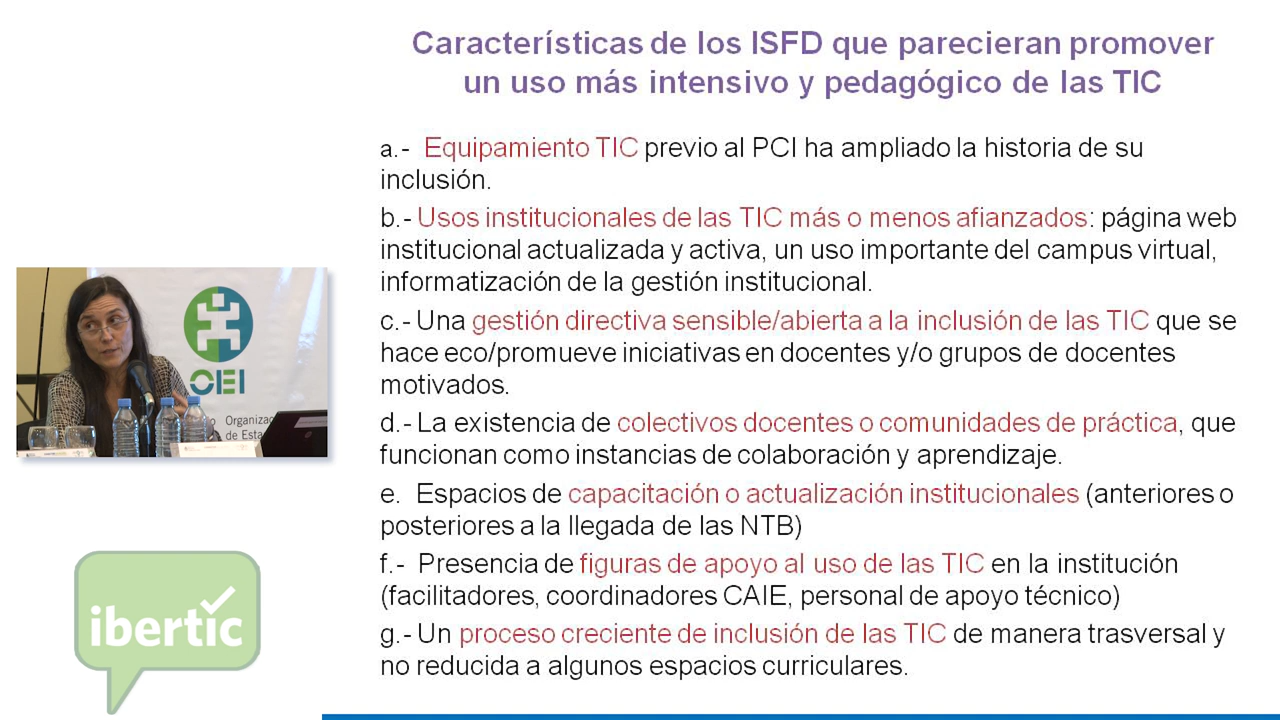 Características de los ISFD que parecieran promover
un uso más intensivo y pedagógico de las TIC
a.- Equipamiento TIC previo al PCI ha ampliado la historia de su
inclusión.
b.- Usos institucionales de las TIC más o menos afianzados: página web
institucional actualizada y activa, un uso importante del campus virtual,
informatización de la gestión institucional.
c.- Una gestión directiva sensible/abierta a la inclusión de las TIC que se
hace eco/promueve iniciativas en docentes y/o grupos de docentes
motivados.
d.- La existencia de colectivos docentes o comunidades de práctica, que
funcionan como instancias de colaboración y aprendizaje.
e. Espacios de capacitación o actualización institucionales (anteriores o
posteriores a la llegada de las NTB)
f.- Presencia de figuras de apoyo al uso de las TIC en la institución
(facilitadores, coordinadores CAIE, personal de apoyo técnico)
g.- Un proceso creciente de inclusión de las TIC de manera trasversal y
no reducida a algunos espacios curriculares.
OEI
Organizac
de Esta
ibertic